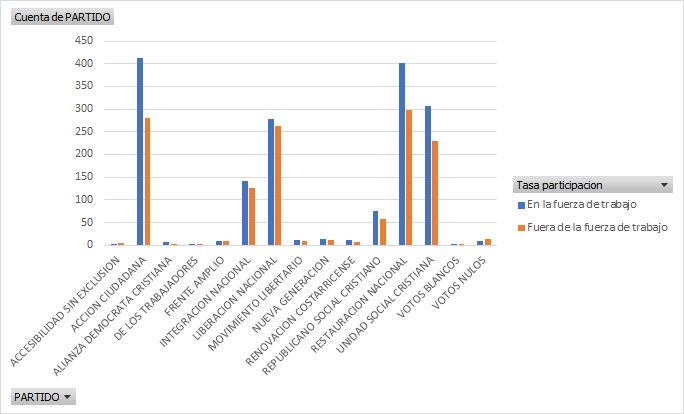 Cuenta de PARTIDO
450
400
350
300
250
200
150
100
50
0
ACCESIBILIDAD SIN EXCLUSION
ACCION CIUDADANA
ALIANZA DEMOCRATA CRISTIANA
DE LOS TRABAJADORES
FRENTE AMPLIO
INTEGRACION NACIONAL
LIBERACION NACIONAL
MOVIMIENTO LIBERTARIO
NUEVA GENERACION
RENOVACION COSTARRICENSE
REPUBLICANO SOCIAL CRISTIANO
RESTAURACION NACIONAL
UNIDAD SOCIAL CRISTIANA
VOTOS BLANCOS
VOTOS NULOS
Tasa participacion
En la fuerza de trabajo
Fuera de la fuerza de trabajo
PARTIDO